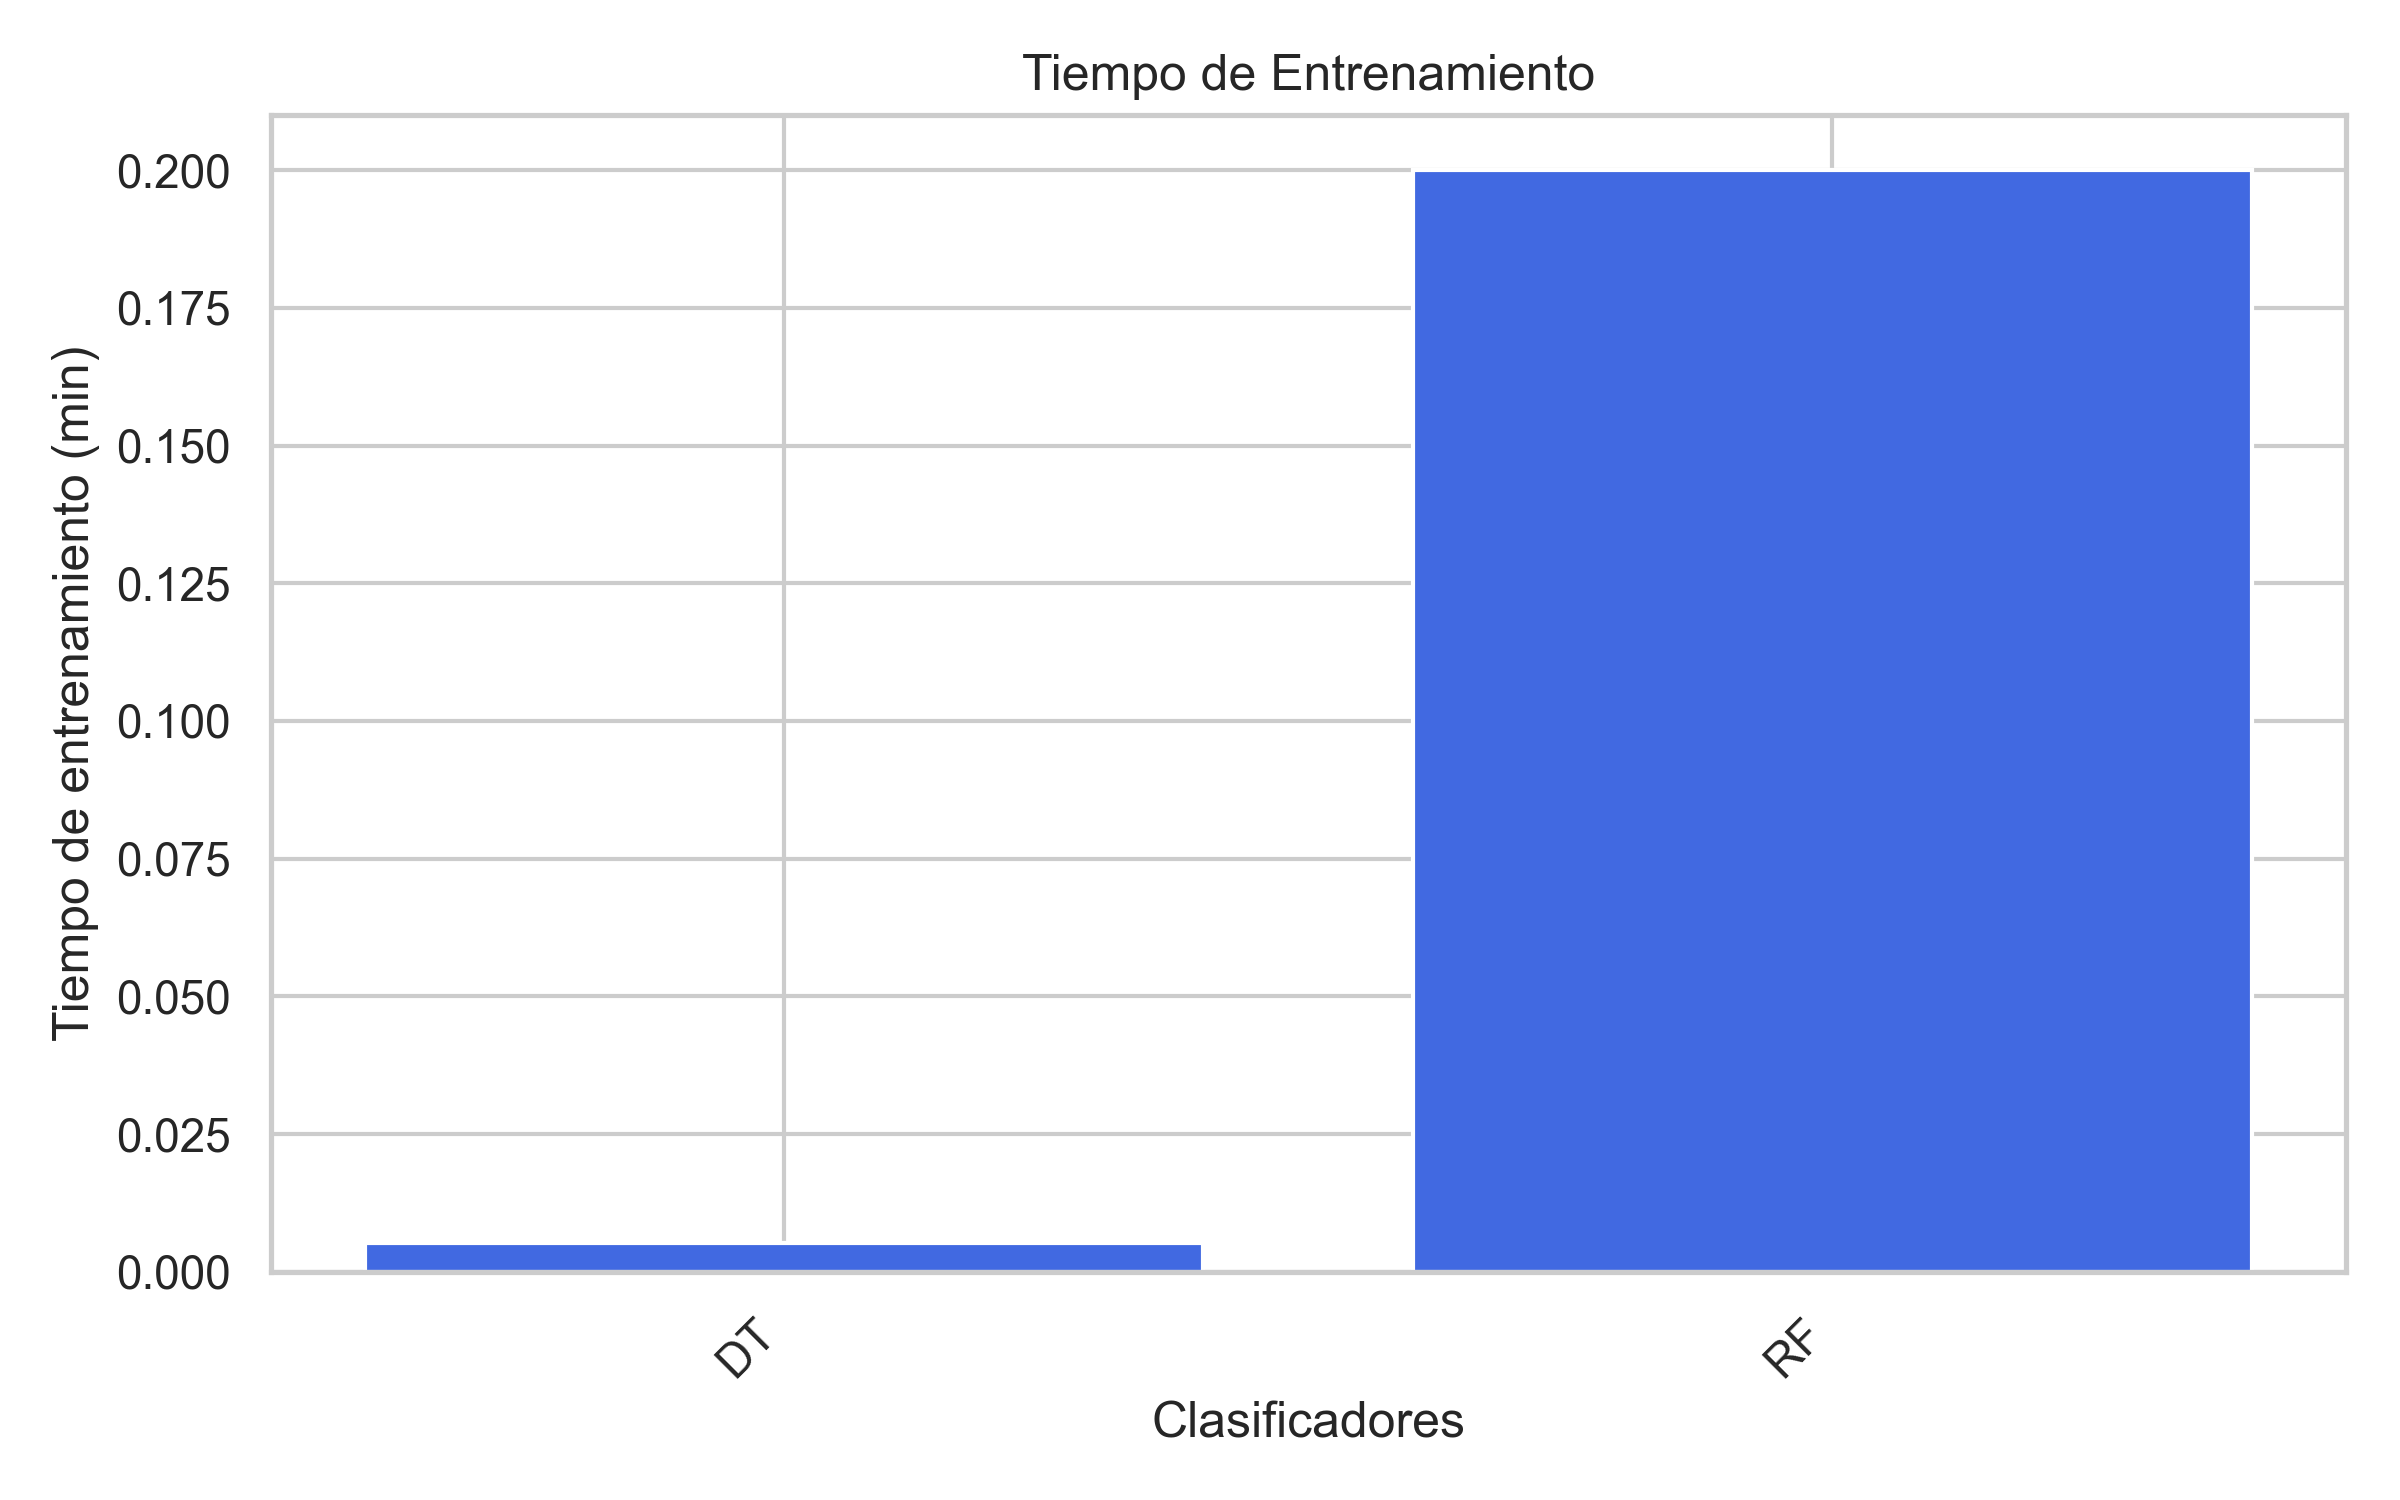 Tiempo de Entrenamiento
Tiempo de entrenamiento (min)
0.200
0.175
0.150
0.125
0.100
0.075
0.050
0.025
0.000
DT
RF
Clasificadores